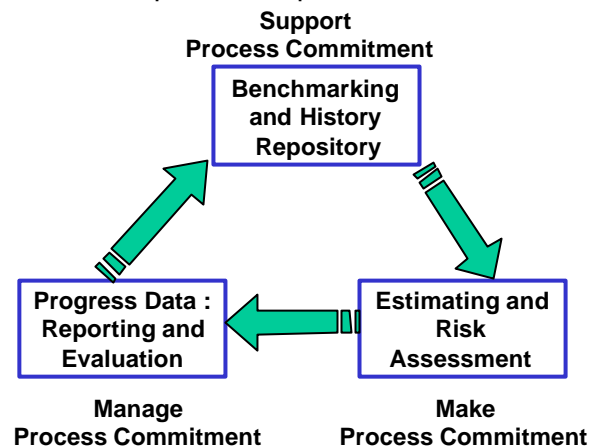 Support
Process Commitment
Benchmarking
and History
Repository
Progress Data :
Reporting and
Evaluation
Estimating and
Risk
Assessment
Manage
Process Commitment
Make
Process Commitment